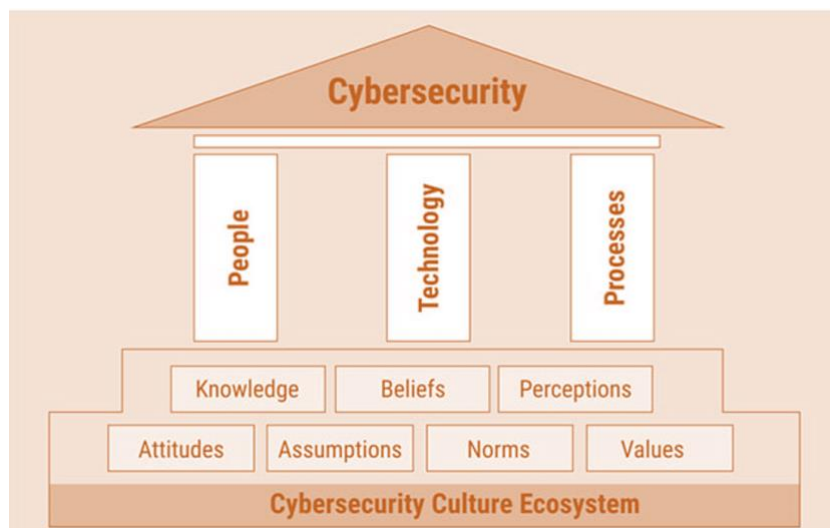 Cybersecurity
People
Technology
Processes
Knowledge Beliefs Perceptions
Attitudes Assumptions Norms Values
Cybersecurity Culture Ecosystem